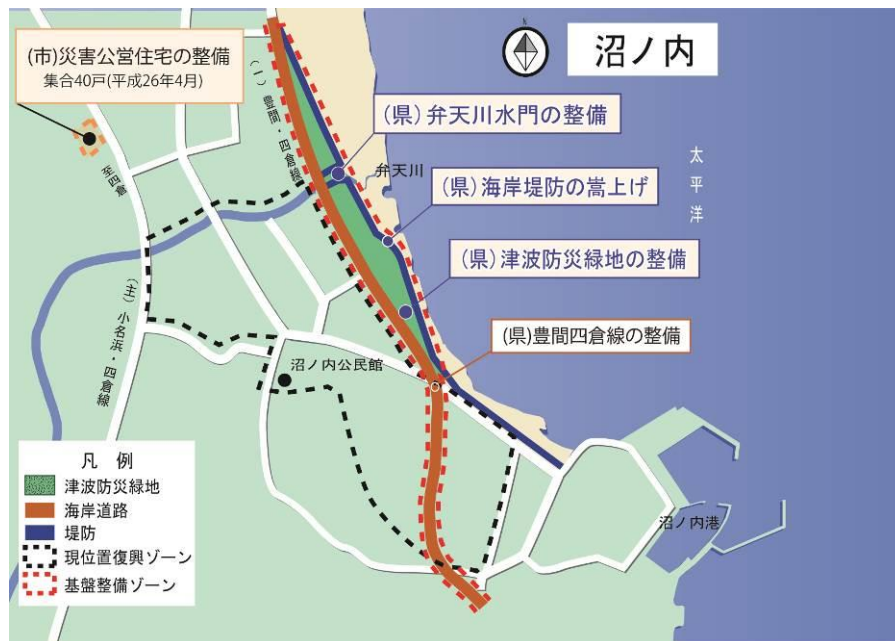 (市)災害公営住宅の整備
集合40戸(平成26年4月)
N
沼ノ内
(一)豊間・四倉線
(県)弁天川水門の整備
弁天川
太平洋
至四倉
(県)海岸堤防の嵩上げ
(県)津波防災緑地の整備
(主)小名浜・四倉線
(県)豊間四倉線の整備
沼ノ内公民館
沼ノ内港
凡 例
津波防災緑地
海岸道路
堤防
現位置復興ゾーン
基盤整備ゾーン